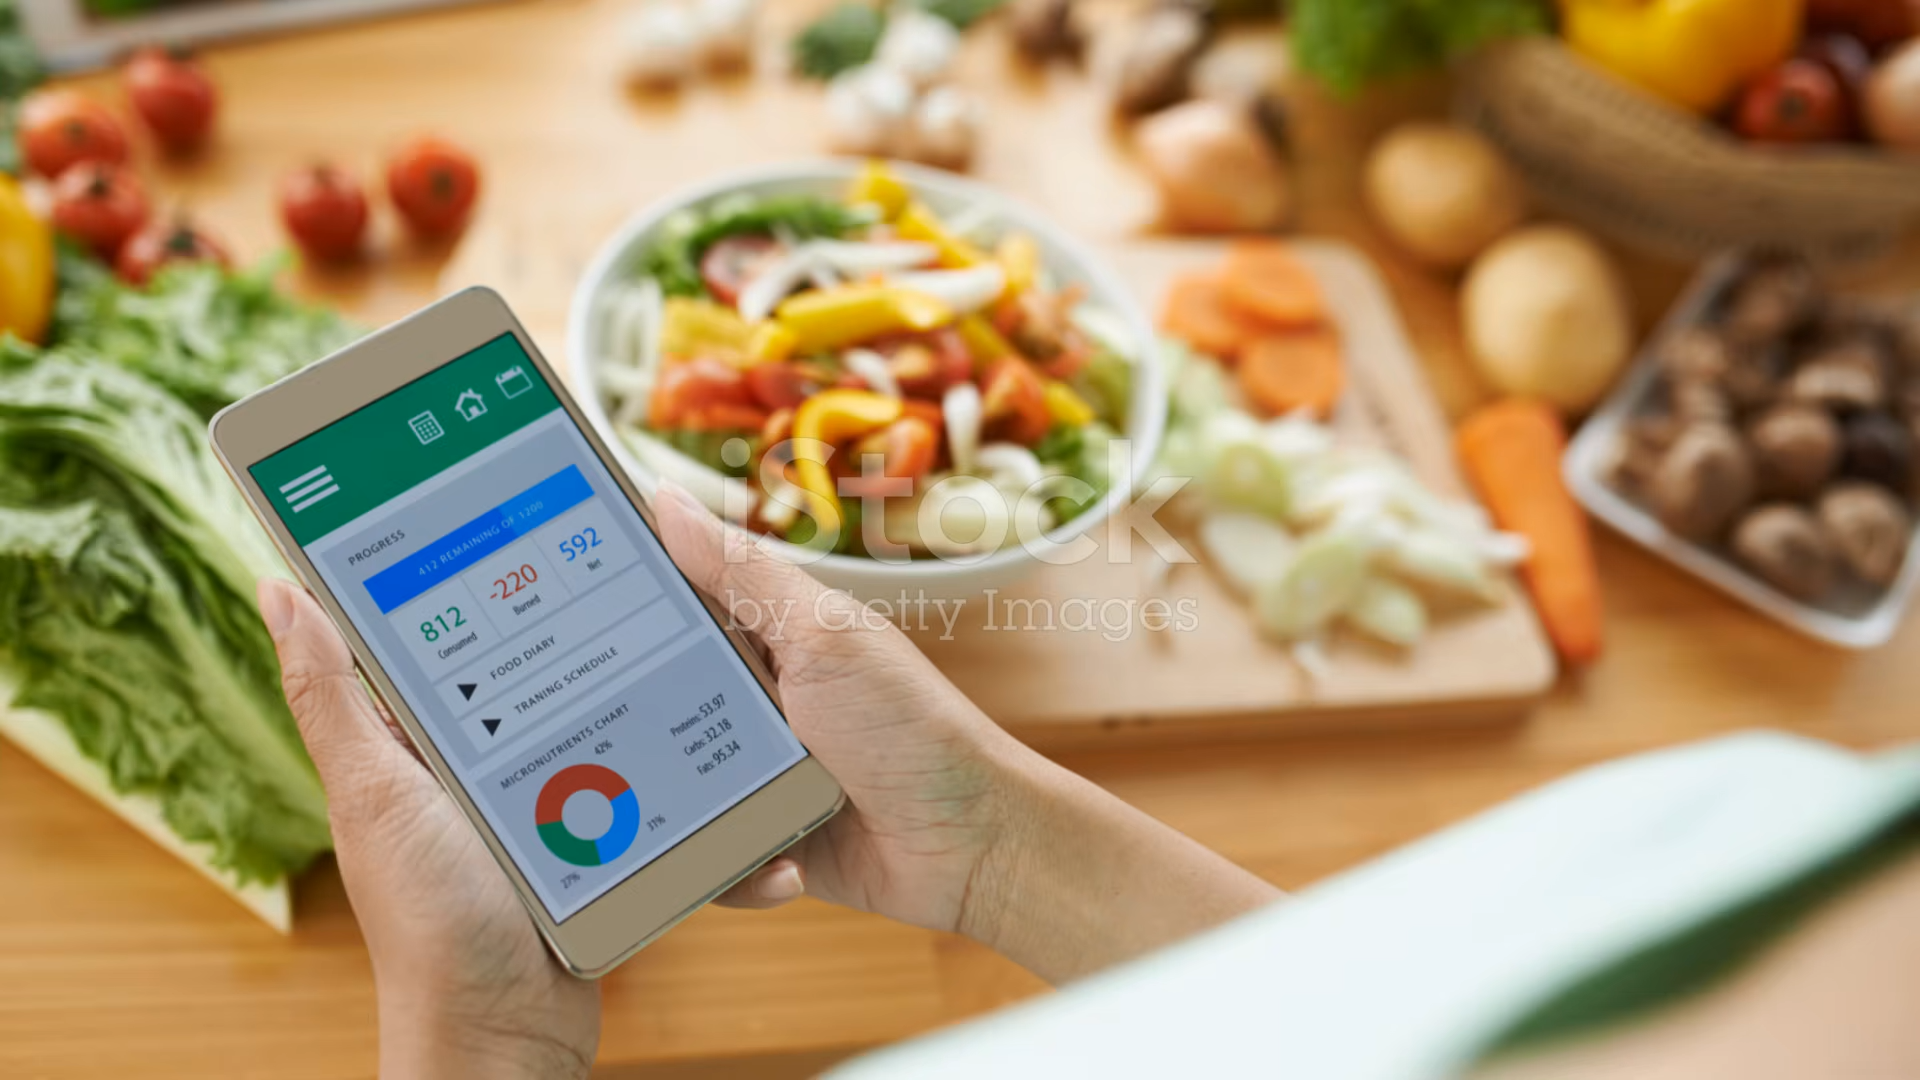 PROGRESS
412 REMAINING OF 1200
812
Consumed
-220
Burned
592
Net
FOOD DIARY
TRANING SCHEDULE
MICRONUTRIENTS CHART
42%
31%
27%
Proteins: 53.97
Carbs: 32.18
Fats: 95.34
iStock
by Getty Images